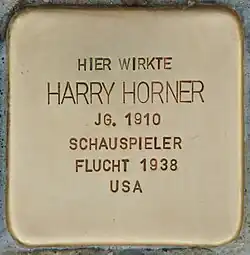 HIER WIRKTE
HARRY HORNER
JG. 1910
SCHAUSPIELER
FLUCHT 1938
USA